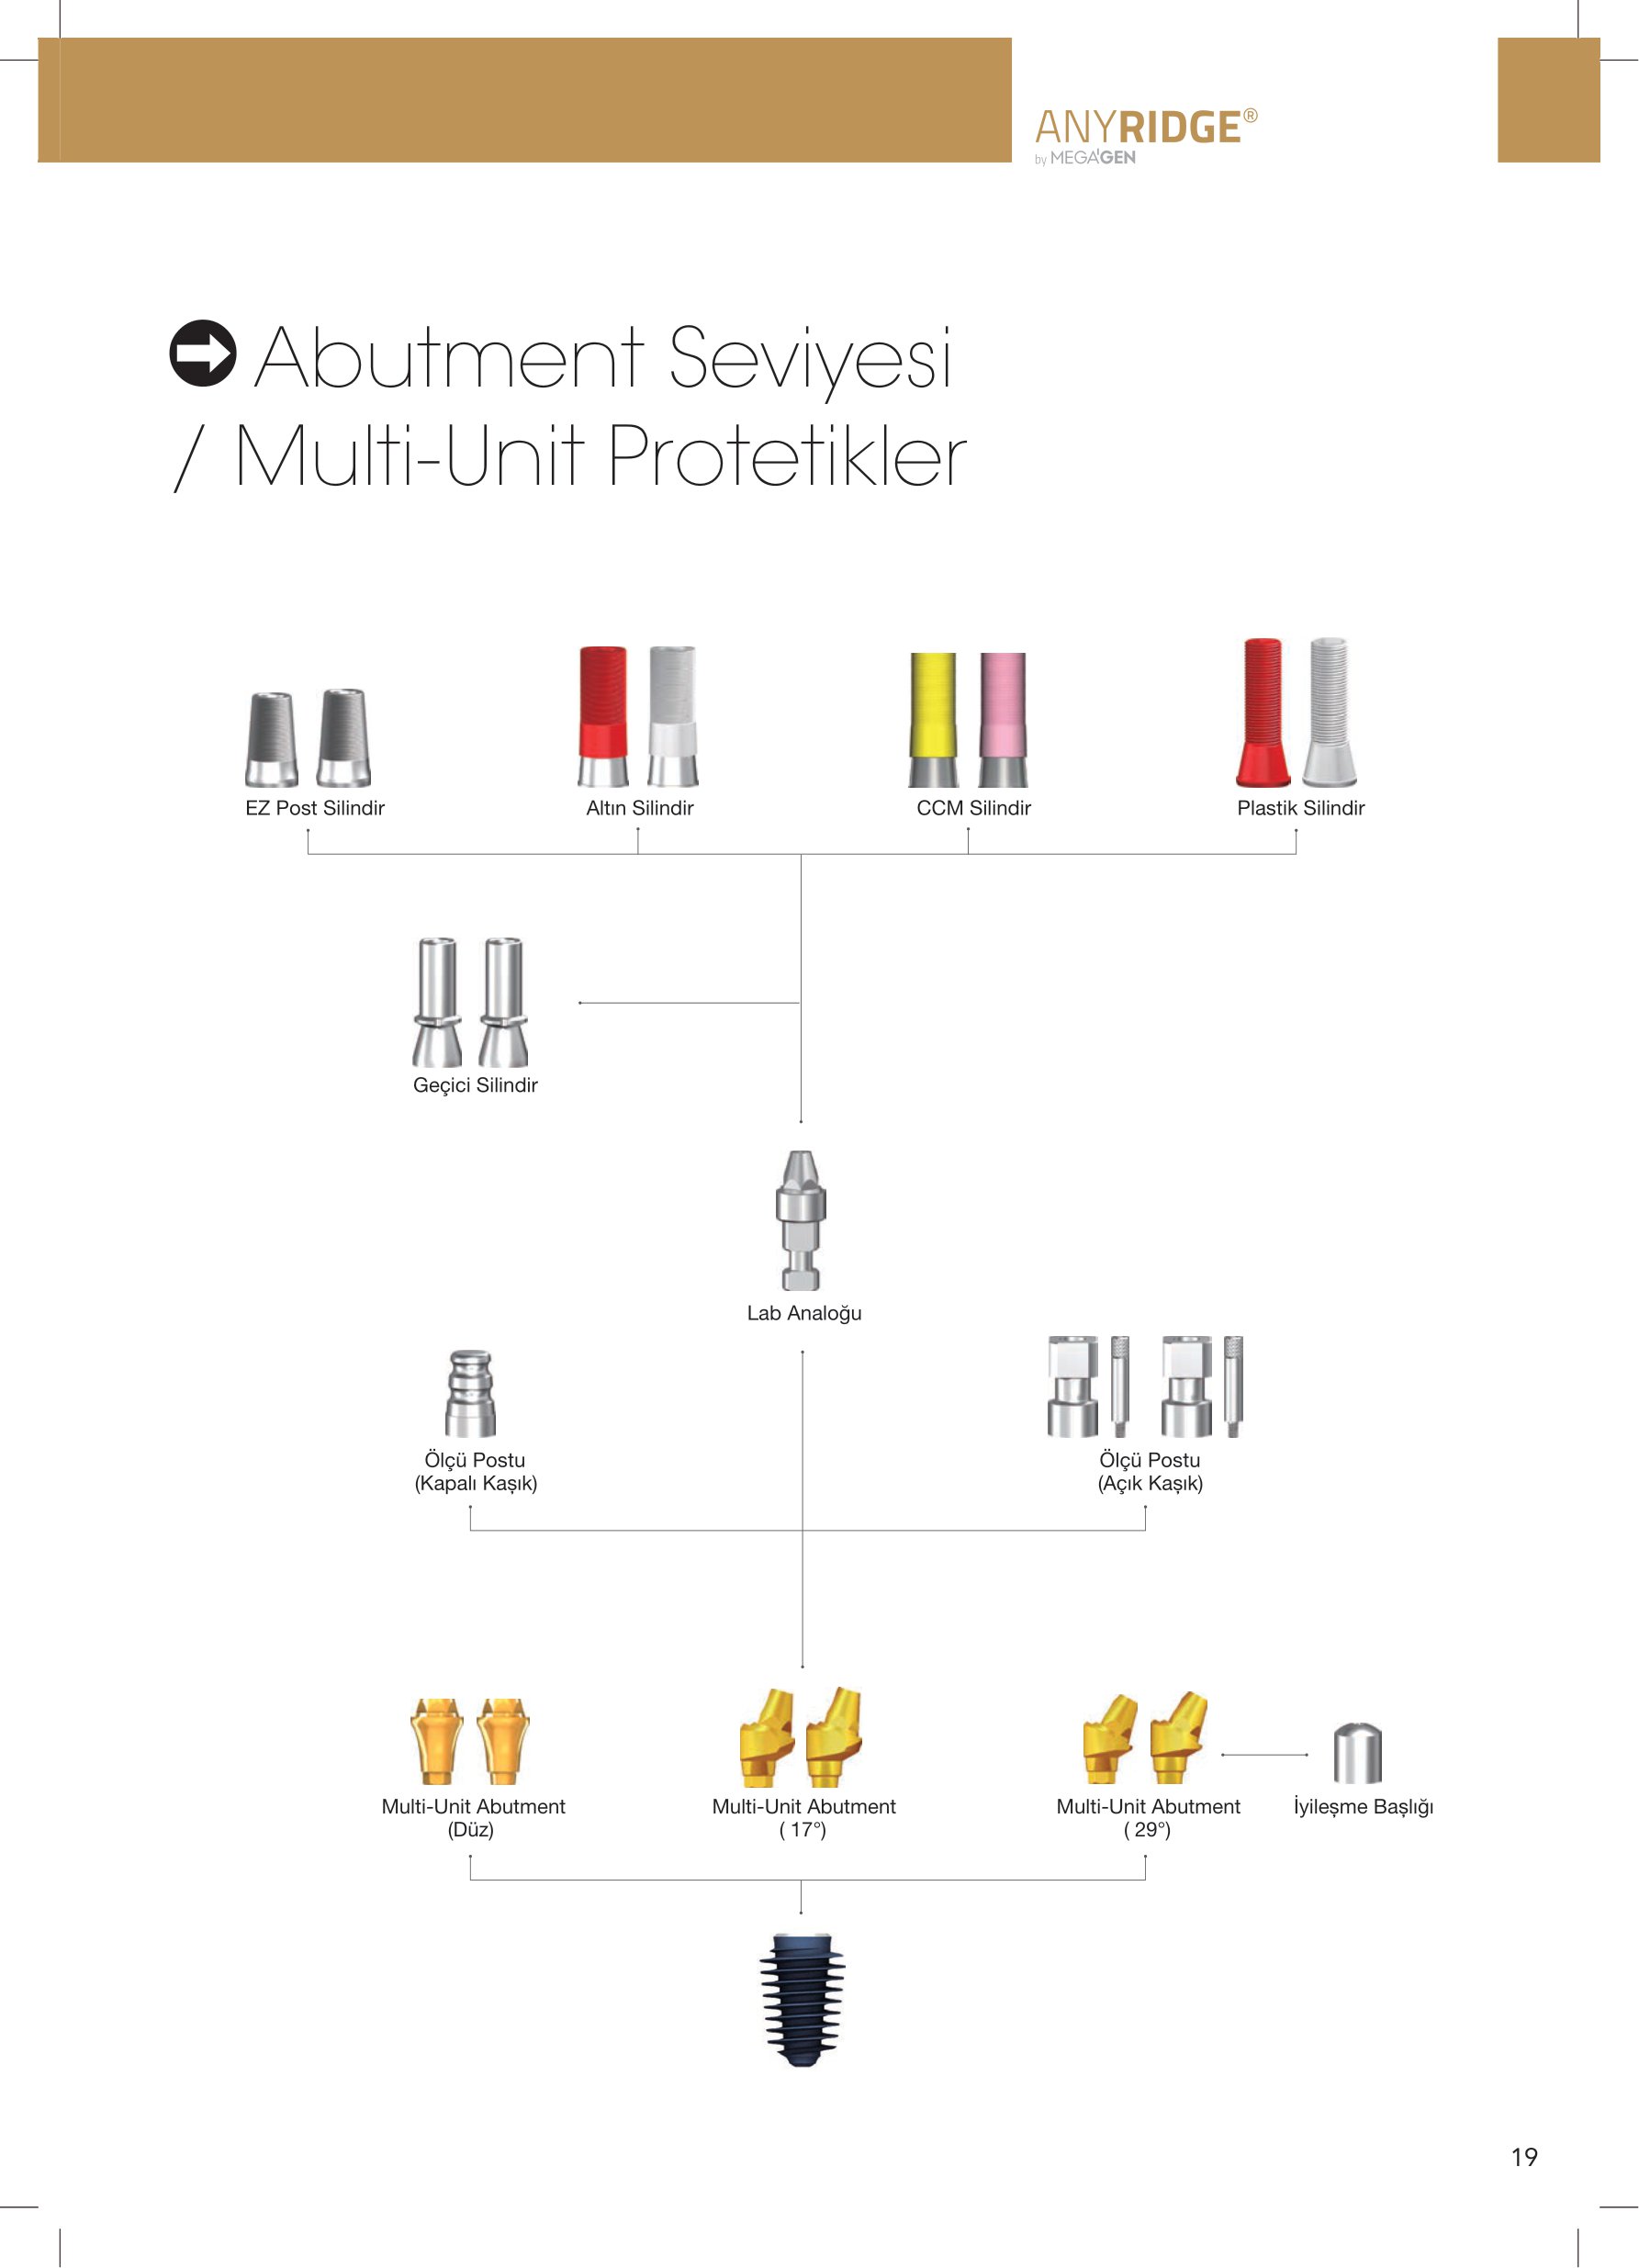 ANYRIDGE®
by MEGA'GEN
Abutment Seviyesi
/ Multi-Unit Protetikler
EZ Post Silindir
Altın Silindir
CCM Silindir
Plastik Silindir
Geçici Silindir
Lab Analoğu
Ölçü Postu
(Kapalı Kaşık)
Ölçü Postu
(Açık Kaşık)
Multi-Unit Abutment
(Düz)
Multi-Unit Abutment
( 17°)
Multi-Unit Abutment
( 29°)
İyileşme Başlığı
19